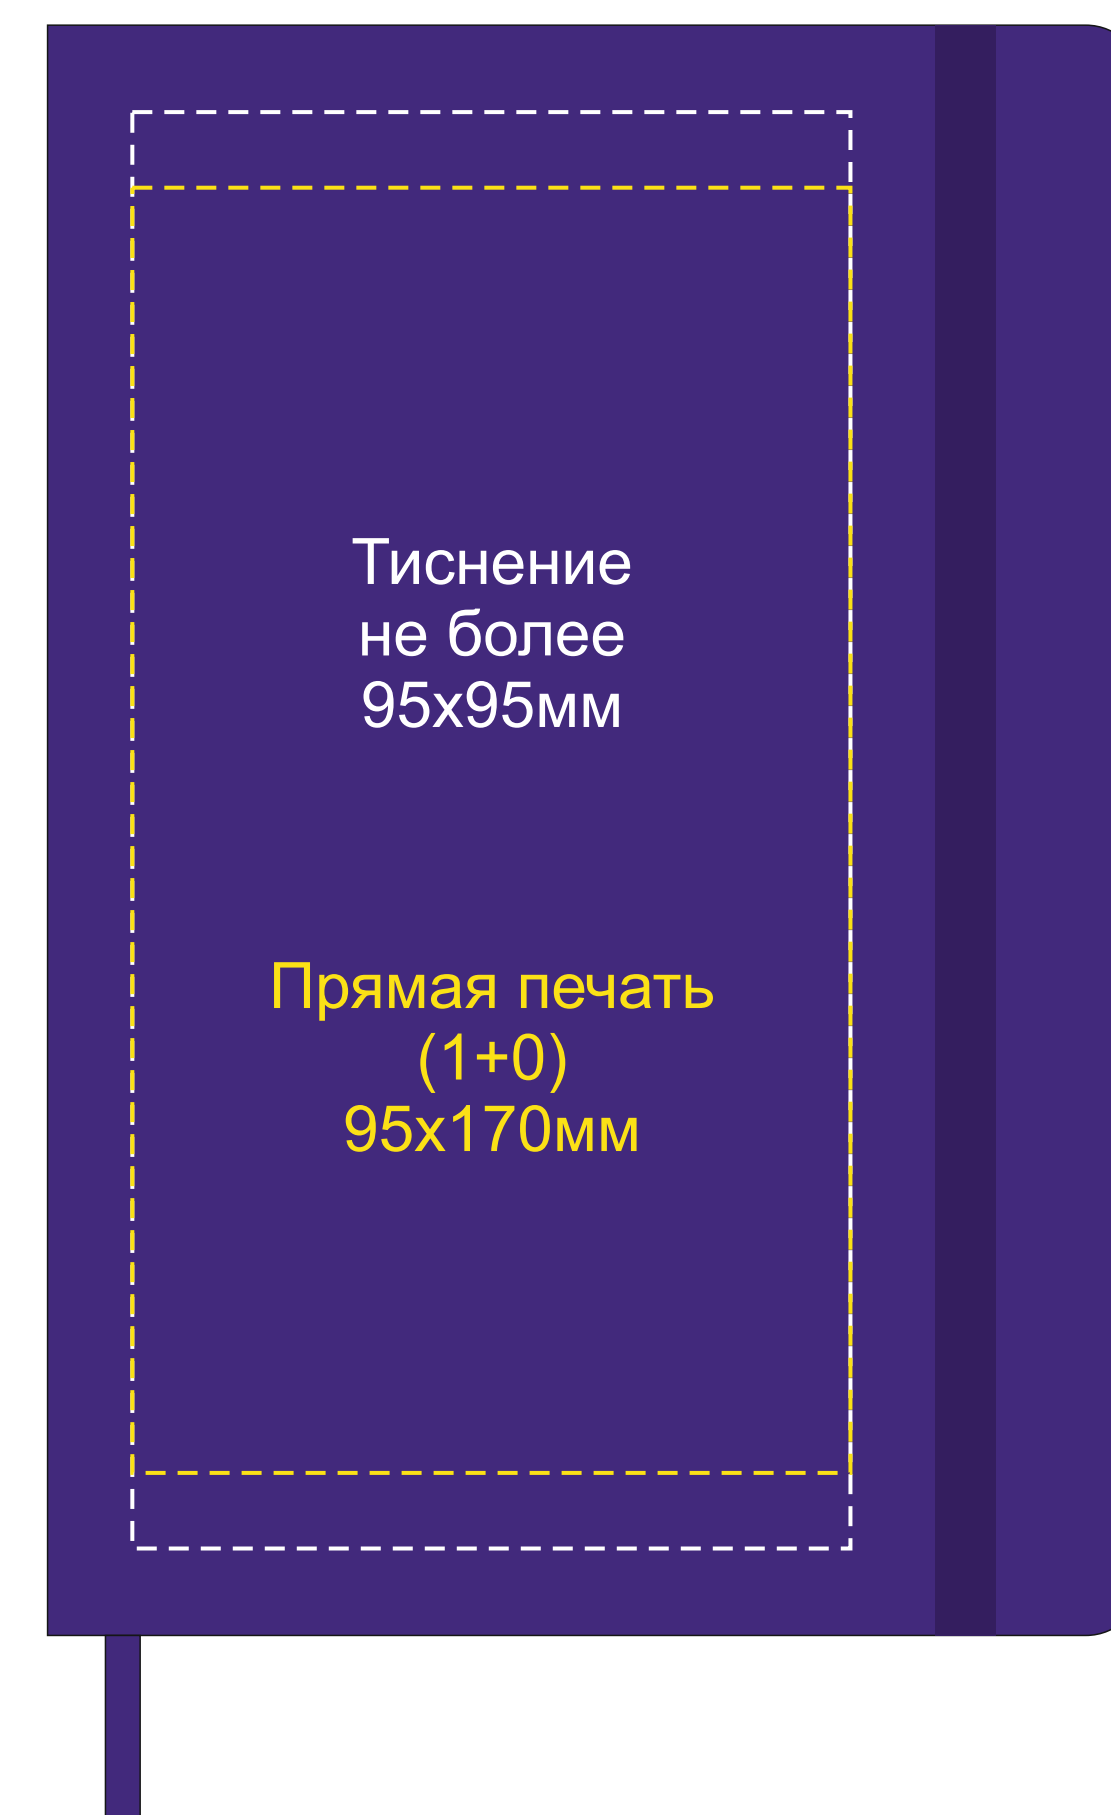 Тиснение
не более
95х95мм
Прямая печать
(1+0)
95х170мм